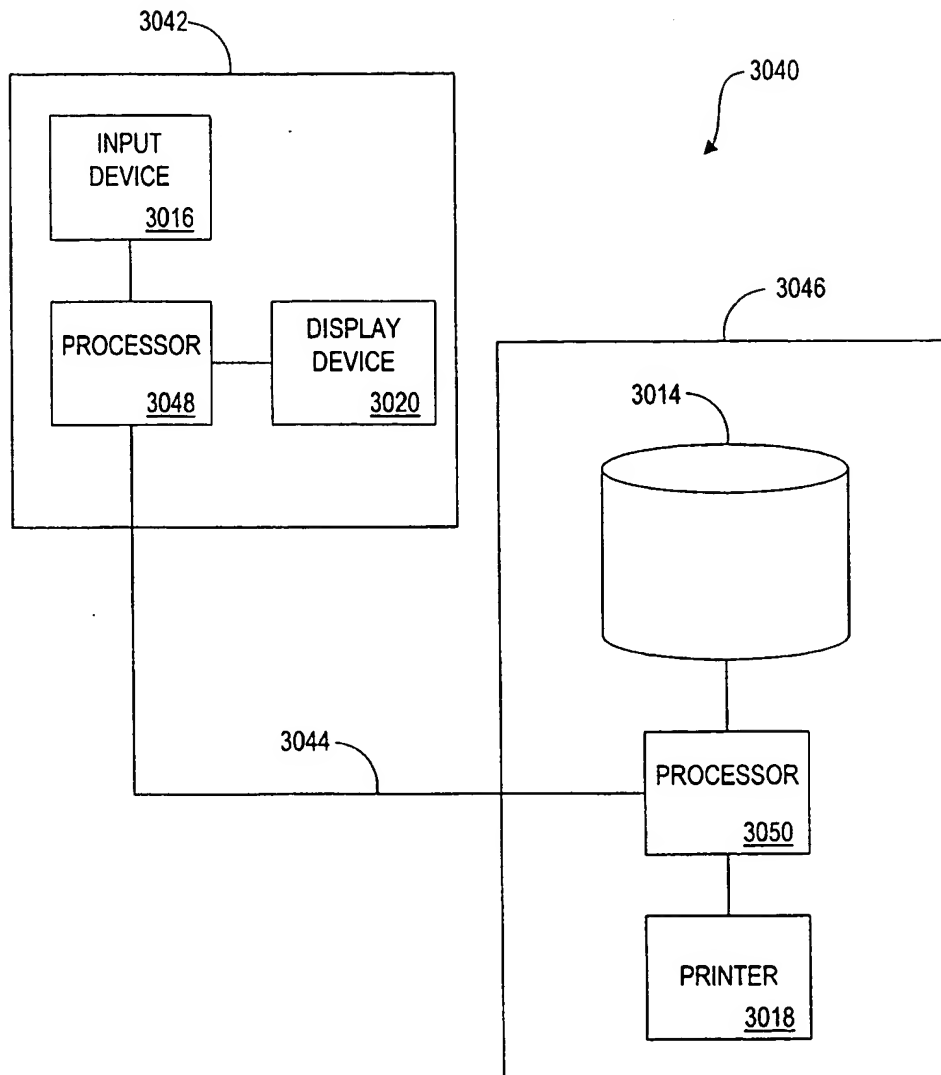 3042
3040
INPUT
DEVICE
3016
PROCESSOR
3048
DISPLAY
DEVICE
3020
3046
3014
3044
PROCESSOR
3050
PRINTER
3018